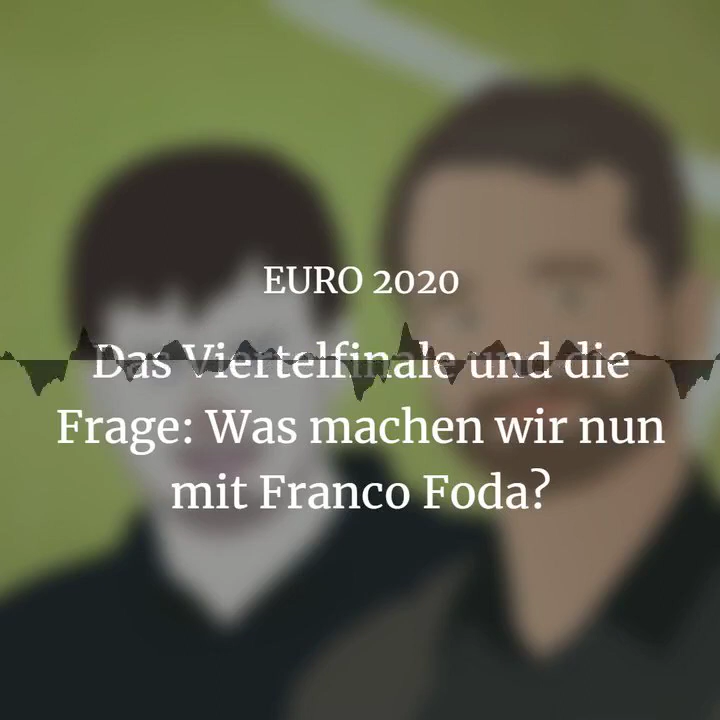 EURO 2020
Das Viertelfinale und die
Frage: Was machen wir nun
mit Franco Foda?